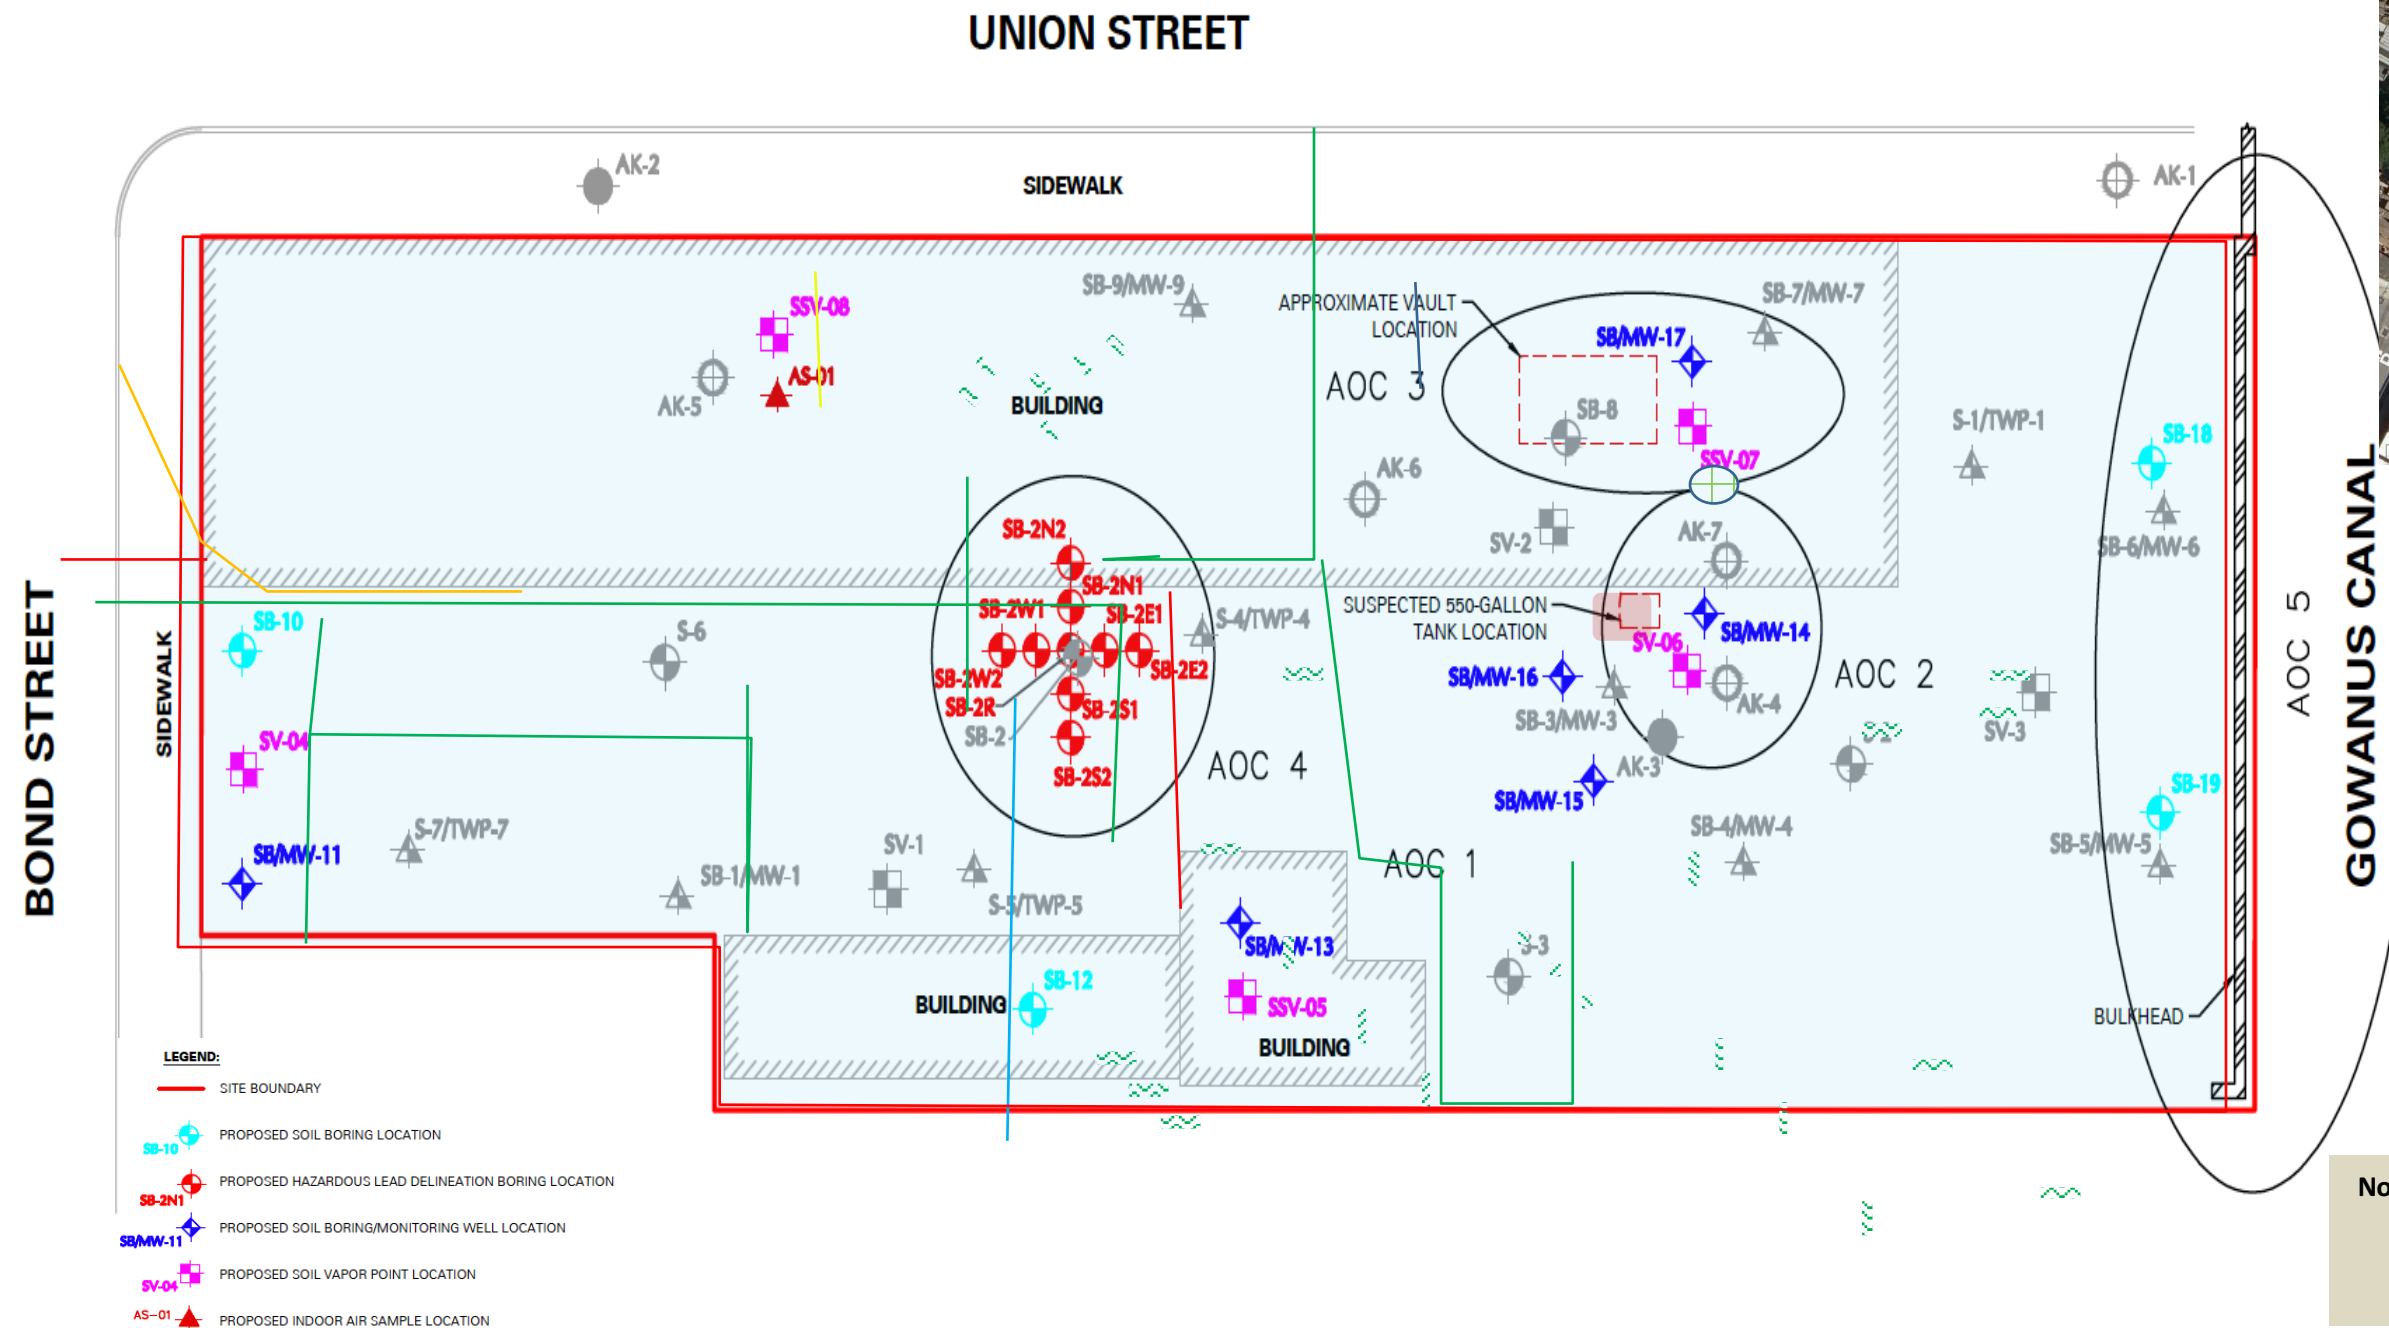 UNION STREET
AK-2
SIDEWALK
AK-1
SSV-08
AS-01
AK-5
SB-9/MW-9
BUILDING
APPROXIMATE VAULT
LOCATION
AOC 3
SB/MW-17
SB-7/MW-7
SB-8
SSV-07
AK-6
SV-2
AK-7
S-1/TWP-1
SB-18
SB-6/MW-6
GOWANUS CANAL
AOC 5
BOND STREET
SIDEWALK
SB-10
S-6
SB-2N2
SB-2N1
SB-2W1
SB-2E1
SB-2W2
SB-2E2
SB-2R
SB-2S1
SB-2
SB-2S2
S-4/TWP-4
AOC 4
SUSPECTED 550-GALLON
TANK LOCATION
SV-06
SB/MW-14
SB/MW-16
AOC 2
SB-3/MW-3
AK-4
AK-3
SB/MW-15
SV-3
SV-04
SB/MW-11
S-7/TWP-7
SB-1/MW-1
SV-1
S-5/TWP-5
AOC 1
SB-4/MW-4
SB-19
SB-5/MW-5
SB/MW-13
SSV-05
BUILDING
BUILDING
SB-12
S-3
BULKHEAD
LEGEND:
SITE BOUNDARY
SB-10 PROPOSED SOIL BORING LOCATION
SB-2N1 PROPOSED HAZARDOUS LEAD DELINEATION BORING LOCATION
SB/MW-11 PROPOSED SOIL BORING/MONITORING WELL LOCATION
SV-04 PROPOSED SOIL VAPOR POINT LOCATION
AS-01 PROPOSED INDOOR AIR SAMPLE LOCATION
No